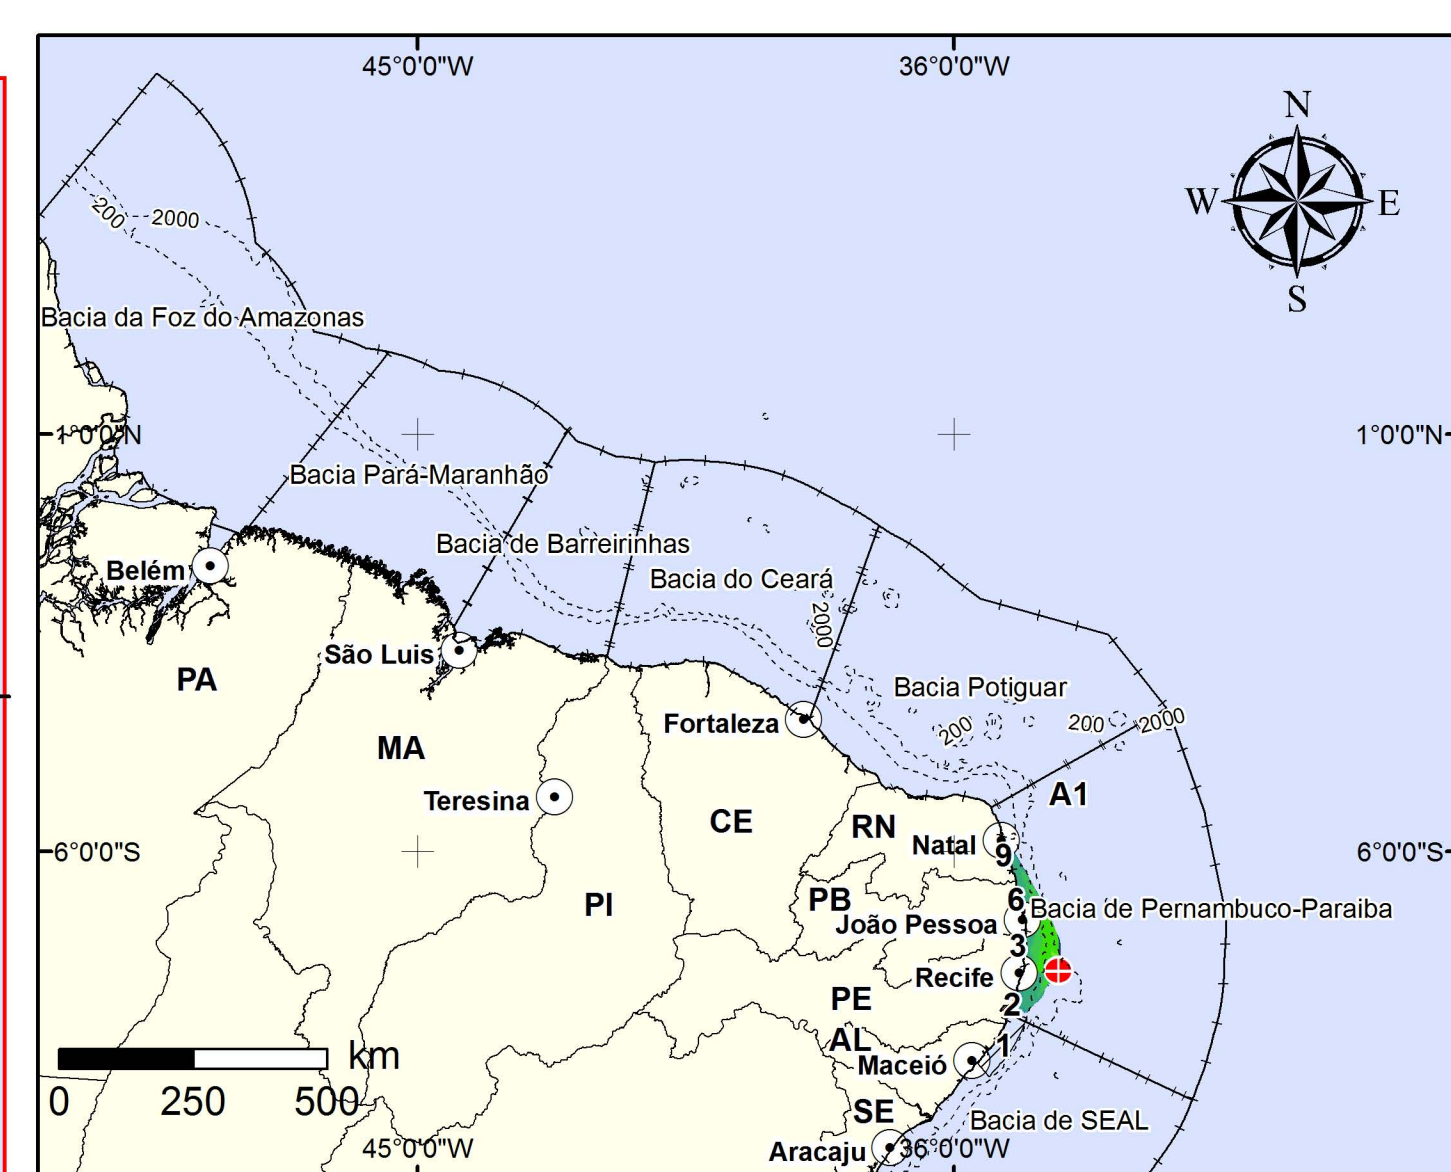 45°0'0"W
36°0'0"W
N
W
E
S
200
2000
Bacia da Foz do Amazonas
1°0'0"N
1°0'0"N
Bacia Pará-Maranhão
Bacia de Barreirinhas
Belém
Bacia do Ceará
2000
São Luis
PA
Bacia Potiguar
Fortaleza
200
200
2000
MA
Teresina
A1
CE
RN
Natal
9
6°0'0"S
6°0'0"S
PI
PB
6
Bacia de Pernambuco-Paraiba
João Pessoa
3
Recife
PE
2
AL
1
km
Maceió
0
250
500
SE
Bacia de SEAL
45°0'0"W
Aracaju
36°0'0"W